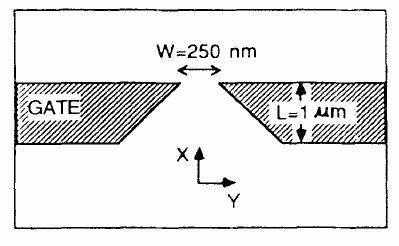 W=250 nm
GATE
L=1 μm
X
Y